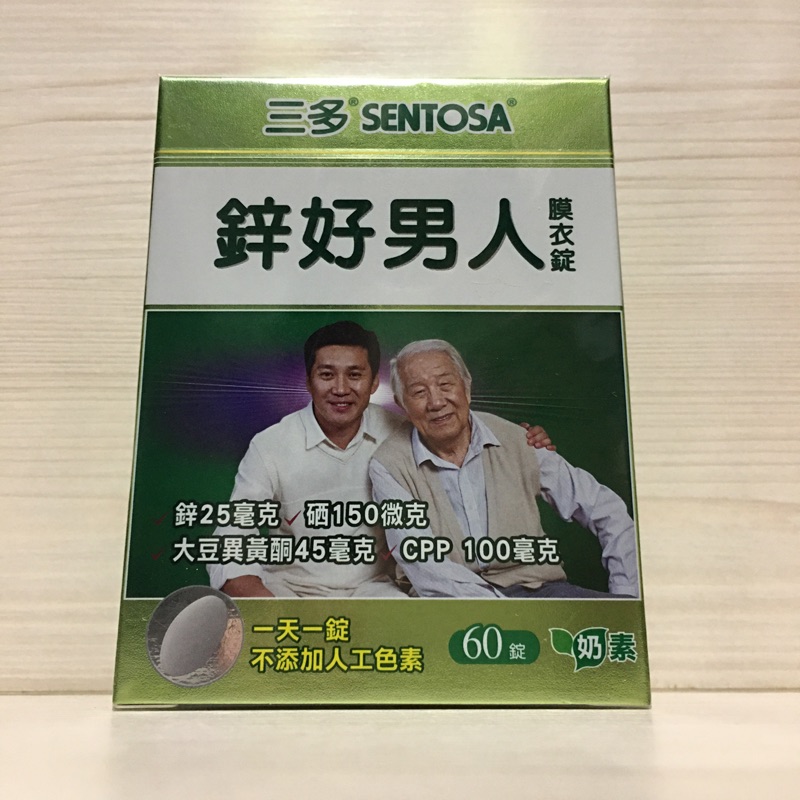 三多® SENTOSA®
鋅好男人 膜衣錠
鋅25毫克 硒150微克
大豆異黃酮45毫克 CPP 100毫克
一天一錠
不添加人工色素
60錠
奶素